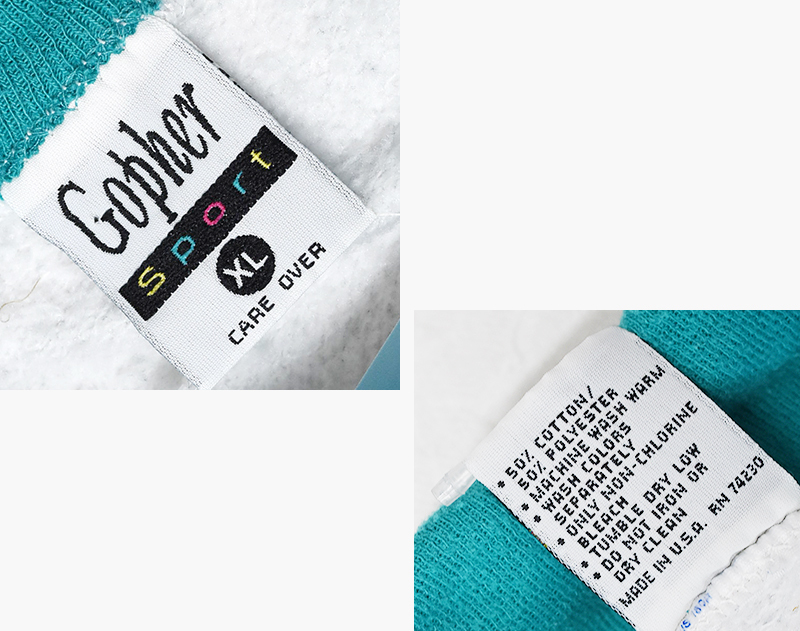 Gopher
Sport
XL
CARE OVER
◆ 50% COTTON/
50% POLYESTER
◆ MACHINE WASH WARM
◆ WASH COLORS
SEPARATELY
◆ ONLY NON-CHLORINE
BLEACH
◆ TUMBLE DRY LOW
◆ DO NOT IRON OR
DRY CLEAN
MADE IN U.S.A. RN 74230